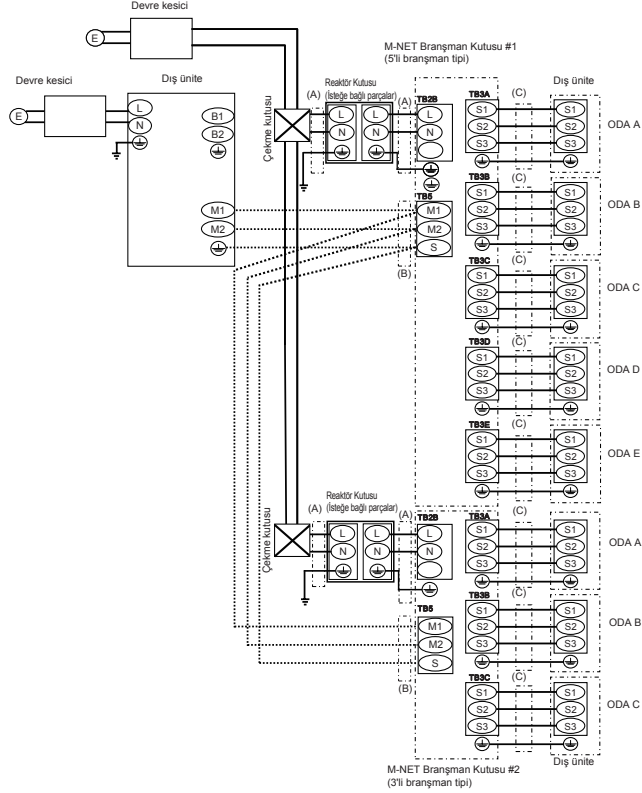 Devre kesici
E
Devre kesici
E
Dış ünite
L
N
B1
B2
M1
M2
Çekme kutusu
(A)
Reaktör Kutusu
(İsteğe bağlı parçalar)
L
N
L
N
(A)
M-NET Branşman Kutusu #1
(5'li branşman tipi)
TB2B
L
N
TB5
M1
M2
S
(B)
Dış ünite
TB3A
S1
S2
S3
(C)
S1
S2
S3
ODA A
TB3B
S1
S2
S3
(C)
S1
S2
S3
ODA B
TB3C
S1
S2
S3
(C)
S1
S2
S3
ODA C
TB3D
S1
S2
S3
(C)
S1
S2
S3
ODA D
TB3E
S1
S2
S3
(C)
S1
S2
S3
ODA E
Çekme kutusu
(A)
Reaktör Kutusu
(İsteğe bağlı parçalar)
L
N
L
N
(A)
TB2B
L
N
TB5
M1
M2
S
(B)
TB3A
S1
S2
S3
(C)
S1
S2
S3
ODA A
TB3B
S1
S2
S3
(C)
S1
S2
S3
ODA B
TB3C
S1
S2
S3
(C)
S1
S2
S3
ODA C
Dış ünite
M-NET Branşman Kutusu #2
(3'li branşman tipi)